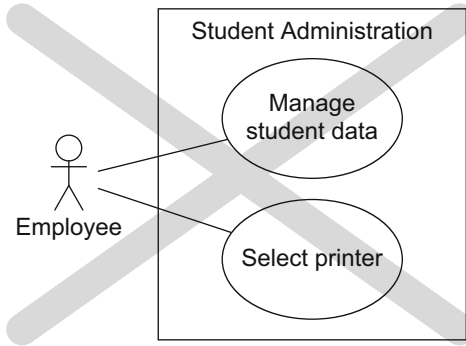 Student Administration
Manage
student data
Employee
Select printer